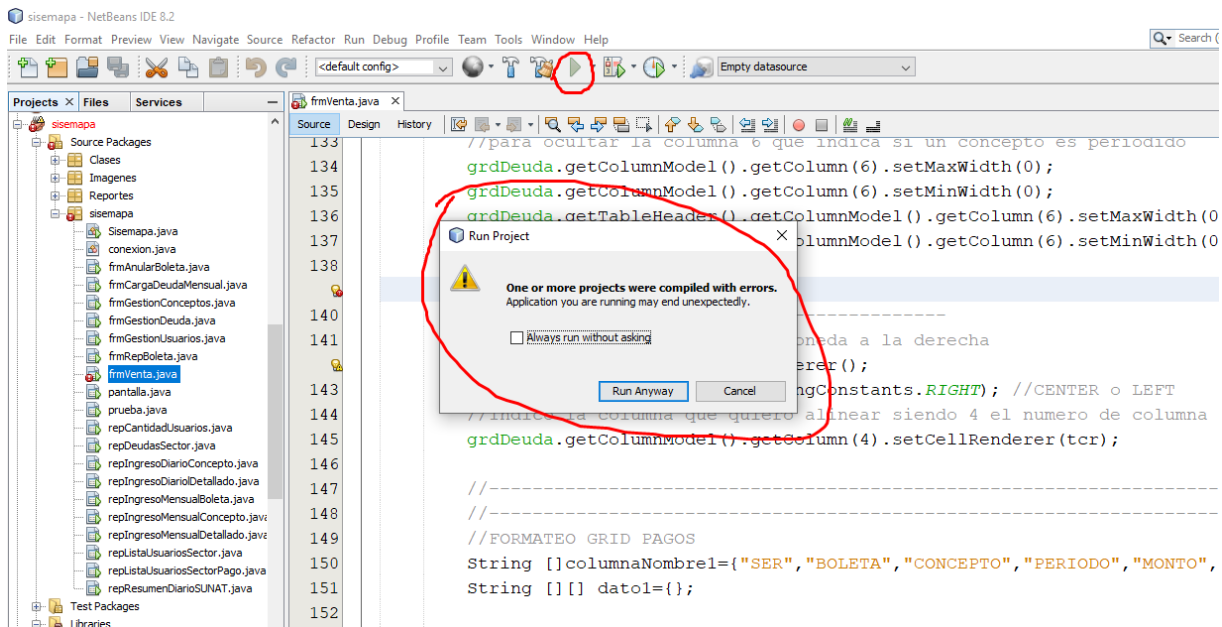 sisemapa - NetBeans IDE 8.2
File Edit Format Preview View Navigate Source Refactor Run Debug Profile Team Tools Window Help
Search (
<default config>
Empty datasource
Projects × Files Services
frmVenta.java ×
Source Design History
sisemapa
Source Packages
Clases
Imagenes
Reportes
sisemapa
Sisemapa.java
conexion.java
frmAnularBoleta.java
frmCargaDeudaMensual.java
frmGestionConceptos.java
frmGestionDeuda.java
frmGestionUsuarios.java
frmRepBoleta.java
frmVenta.java
pantalla.java
prueba.java
repCantidadUsuarios.java
repDeudasSector.java
repIngresoDiarioConcepto.java
repIngresoDiariolDetallado.java
repIngresoMensualBoleta.java
repIngresoMensualConcepto.java
repIngresoMensualDetallado.java
repListaUsuariosSector.java
repListaUsuariosSectorPago.java
repResumenDiarioSUNAT.java
Test Packages
Libraries
133 //para ocultar la columna 6 que indica si un concepto es periodido
134 grdDeuda.getColumnModel().getColumn(6).setMaxWidth(0);
135 grdDeuda.getColumnModel().getColumn(6).setMinWidth(0);
136 grdDeuda.getTableHeader().getColumnModel().getColumn(6).setMaxWidth(0
137 olumnModel().getColumn(6).setMinWidth(0
138
140 --------------
141 oneda a la derecha
erer();
143 ngConstants.RIGHT); //CENTER o LEFT
144 //indico la columna que quiero alinear siendo 4 el numero de columna
145 grdDeuda.getColumnModel().getColumn(4).setCellRenderer(tcr);
146
147 //--------------------------------------------------------------------
148 //--------------------------------------------------------------------
149 //FORMATEO GRID PAGOS
150 String []columnaNombre1={"SER","BOLETA","CONCEPTO","PERIODO","MONTO",
151 String [][] dato1={};
152
Run Project
One or more projects were compiled with errors.
Application you are running may end unexpectedly.
Always run without asking
Run Anyway Cancel